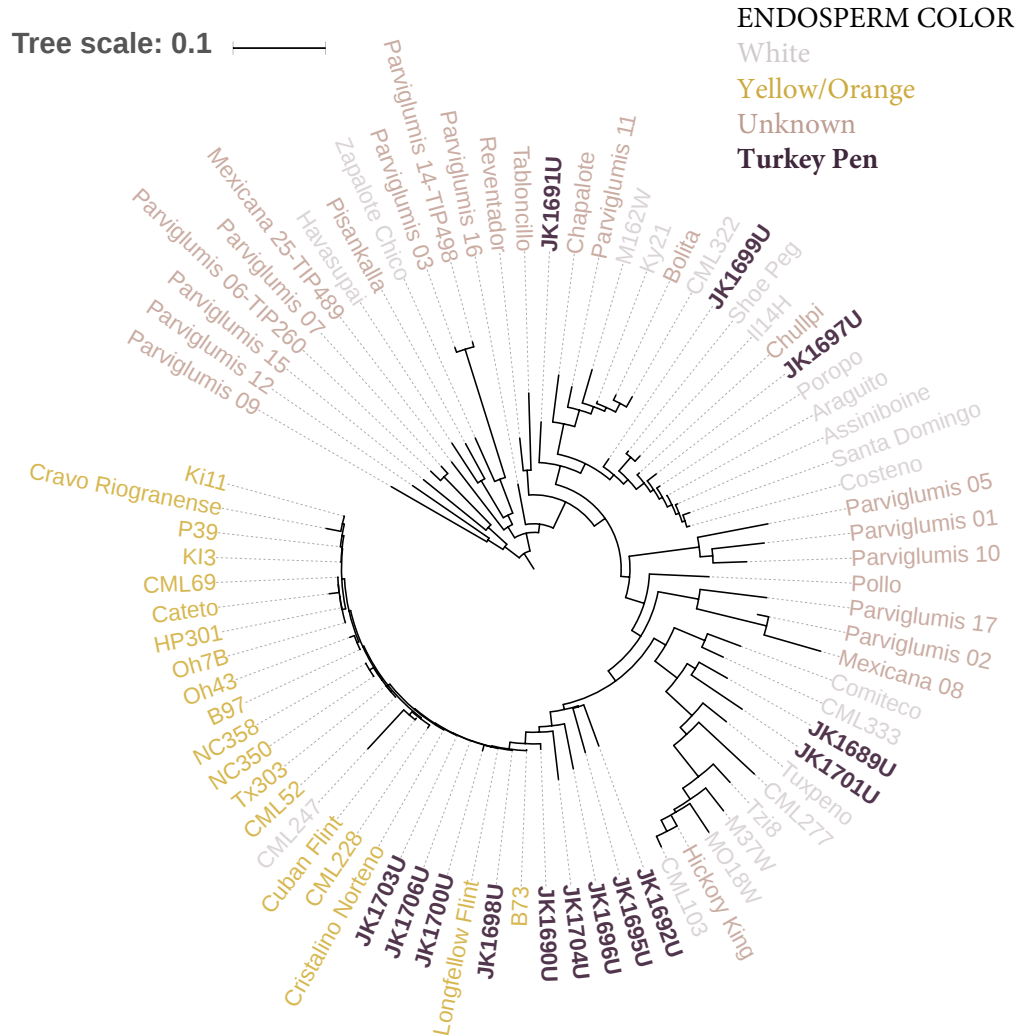 Tree scale: 0.1
ENDOSPERM COLOR
White
Yellow/Orange
Unknown
Turkey Pen
Parviglumis 09
Parviglumis 12
Parviglumis 15
Parviglumis 06-TIP260
Parviglumis 07
Mexicana 25-TIP489
Havasupai
Pisankalla
Zapalote Chico
Parviglumis 03
Parviglumis 14-TIP498
Parviglumis 16
Reventador
Tabloncillo
JK1691U
Chapalote
Parviglumis 11
M162W
Ky21
Bolita
CML322
JK1699U
Shoe Peg
Il14H
Chullpi
JK1697U
Poropo
Araguito
Assiniboine
Santa Domingo
Costeno
Parviglumis 05
Parviglumis 01
Parviglumis 10
Pollo
Parviglumis 17
Parviglumis 02
Mexicana 08
Comiteco
CML333
JK1689U
JK1701U
Tuxpeno
CML277
Tzi8
M37W
MO18W
Hickory King
CML103
JK1692U
JK1695U
JK1696U
JK1704U
JK1690U
B73
JK1698U
Longfellow Flint
JK1700U
JK1706U
JK1703U
Cristalino Norteno
CML228
Cuban Flint
CML247
CML52
Tx303
NC350
NC358
B97
Oh43
Oh7B
HP301
Cateto
CML69
KI3
P39
Cravo Riogranense
Ki11